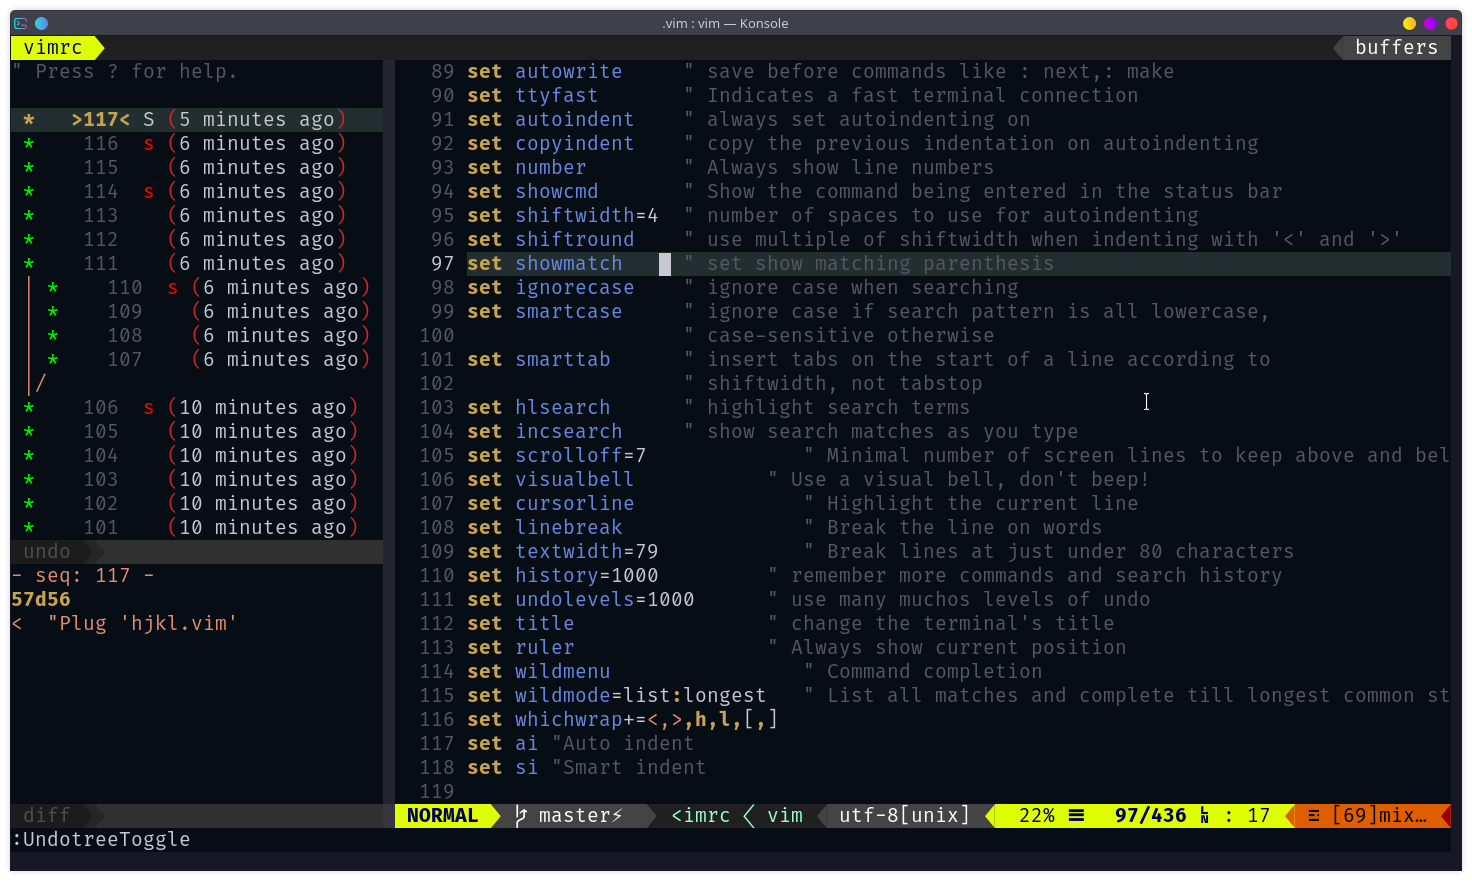 .vim : vim — Konsole
vimrc
buffers
" Press ? for help.
* >117< S (5 minutes ago)
* 116 s (6 minutes ago)
* 115 (6 minutes ago)
* 114 s (6 minutes ago)
* 113 (6 minutes ago)
* 112 (6 minutes ago)
* 111 (6 minutes ago)
| * 110 s (6 minutes ago)
| * 109 (6 minutes ago)
| * 108 (6 minutes ago)
| * 107 (6 minutes ago)
|/
* 106 s (10 minutes ago)
* 105 (10 minutes ago)
* 104 (10 minutes ago)
* 103 (10 minutes ago)
* 102 (10 minutes ago)
* 101 (10 minutes ago)
undo
- seq: 117 -
57d56
< "Plug 'hjkl.vim'
diff
89 set autowrite " save before commands like : next,: make
90 set ttyfast " Indicates a fast terminal connection
91 set autoindent " always set autoindenting on
92 set copyindent " copy the previous indentation on autoindenting
93 set number " Always show line numbers
94 set showcmd " Show the command being entered in the status bar
95 set shiftwidth=4 " number of spaces to use for autoindenting
96 set shiftround " use multiple of shiftwidth when indenting with '<' and '>'
97 set showmatch " set show matching parenthesis
98 set ignorecase " ignore case when searching
99 set smartcase " ignore case if search pattern is all lowercase,
100 " case-sensitive otherwise
101 set smarttab " insert tabs on the start of a line according to
102 " shiftwidth, not tabstop
103 set hlsearch " highlight search terms
104 set incsearch " show search matches as you type
105 set scrolloff=7 " Minimal number of screen lines to keep above and bel
106 set visualbell " Use a visual bell, don't beep!
107 set cursorline " Highlight the current line
108 set linebreak " Break the line on words
109 set textwidth=79 " Break lines at just under 80 characters
110 set history=1000 " remember more commands and search history
111 set undolevels=1000 " use many muchos levels of undo
112 set title " change the terminal's title
113 set ruler " Always show current position
114 set wildmenu " Command completion
115 set wildmode=list:longest " List all matches and complete till longest common st
116 set whichwrap+=<,>,h,l,[,]
117 set ai "Auto indent
118 set si "Smart indent
119
NORMAL master⚡ <imrc vim utf-8[unix] 22% ☰ 97/436 ㏑ : 17 Ξ [69]mix…
:UndotreeToggle